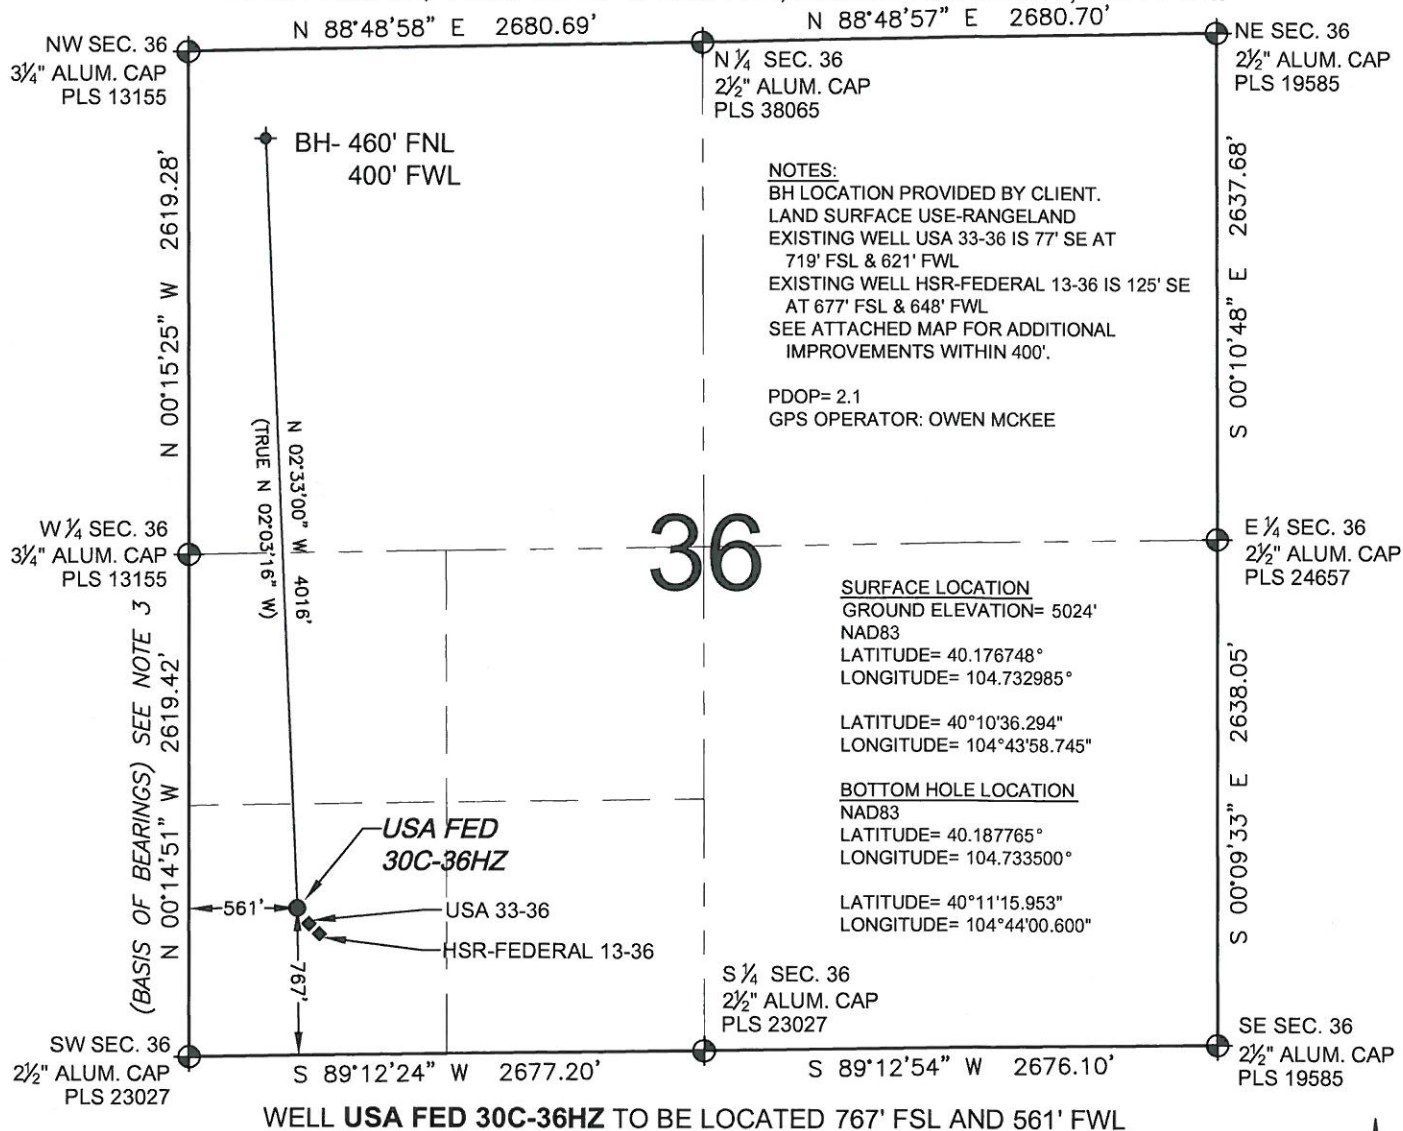 N 88°48'58" E 2680.69'
N 88°48'57" E 2680.70'
NW SEC. 36
3¼" ALUM. CAP
PLS 13155
N ¼ SEC. 36
2½" ALUM. CAP
PLS 38065
NE SEC. 36
2½" ALUM. CAP
PLS 19585
BH- 460' FNL
400' FWL
N 00°15'25" W 2619.28'
S 00°10'48" E 2637.68'
NOTES:
BH LOCATION PROVIDED BY CLIENT.
LAND SURFACE USE-RANGELAND
EXISTING WELL USA 33-36 IS 77' SE AT
719' FSL & 621' FWL
EXISTING WELL HSR-FEDERAL 13-36 IS 125' SE
AT 677' FSL & 648' FWL
SEE ATTACHED MAP FOR ADDITIONAL
IMPROVEMENTS WITHIN 400'.
PDOP= 2.1
GPS OPERATOR: OWEN MCKEE
N 02°33'00" W 4016'
(TRUE N 02°03'16" W)
W ¼ SEC. 36
3¼" ALUM. CAP
PLS 13155
36
E ¼ SEC. 36
2½" ALUM. CAP
PLS 24657
SURFACE LOCATION
GROUND ELEVATION= 5024'
NAD83
LATITUDE= 40.176748°
LONGITUDE= 104.732985°
LATITUDE= 40°10'36.294"
LONGITUDE= 104°43'58.745"
BOTTOM HOLE LOCATION
NAD83
LATITUDE= 40.187765°
LONGITUDE= 104.733500°
LATITUDE= 40°11'15.953"
LONGITUDE= 104°44'00.600"
(BASIS OF BEARINGS) SEE NOTE 3
N 00°14'51" W 2619.42'
S 00°09'33" E 2638.05'
USA FED
30C-36HZ
561'
USA 33-36
HSR-FEDERAL 13-36
767'
SW SEC. 36
2½" ALUM. CAP
PLS 23027
S ¼ SEC. 36
2½" ALUM. CAP
PLS 23027
SE SEC. 36
2½" ALUM. CAP
PLS 19585
S 89°12'24" W 2677.20'
S 89°12'54" W 2676.10'
WELL USA FED 30C-36HZ TO BE LOCATED 767' FSL AND 561' FWL